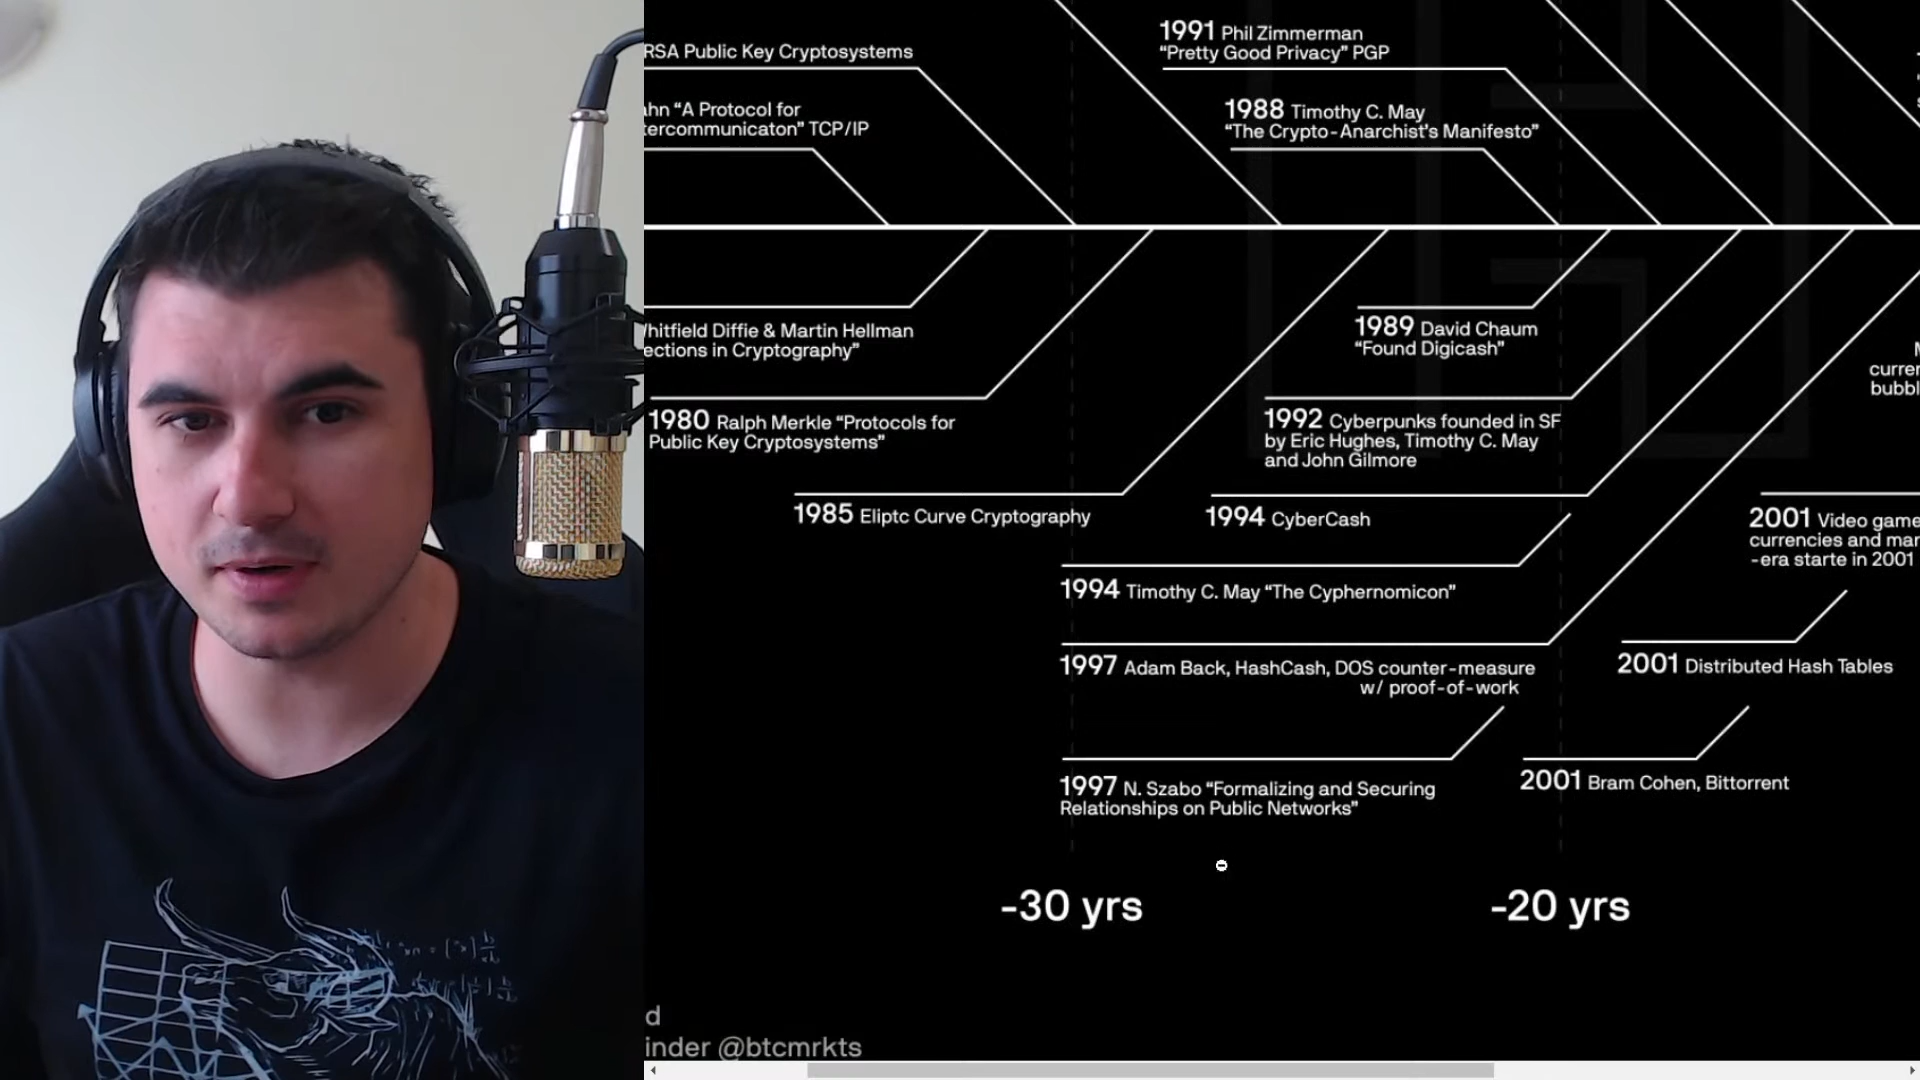 RSA Public Key Cryptosystems
ahn “A Protocol for
tercommunicaton” TCP/IP
1991 Phil Zimmerman
“Pretty Good Privacy” PGP
1988 Timothy C. May
“The Crypto-Anarchist’s Manifesto”
Whitfield Diffie & Martin Hellman
ections in Cryptography”
1980 Ralph Merkle “Protocols for
Public Key Cryptosystems”
1985 Eliptc Curve Cryptography
1989 David Chaum
“Found Digicash”
1992 Cyberpunks founded in SF
by Eric Hughes, Timothy C. May
and John Gilmore
1994 CyberCash
1994 Timothy C. May “The Cyphernomicon”
1997 Adam Back, HashCash, DOS counter-measure
w/ proof-of-work
1997 N. Szabo “Formalizing and Securing
Relationships on Public Networks”
curren
bubbl
2001 Video game
currencies and mar
-era starte in 2001
2001 Distributed Hash Tables
2001 Bram Cohen, Bittorrent
-30 yrs
-20 yrs
d
inder @btcmrkts